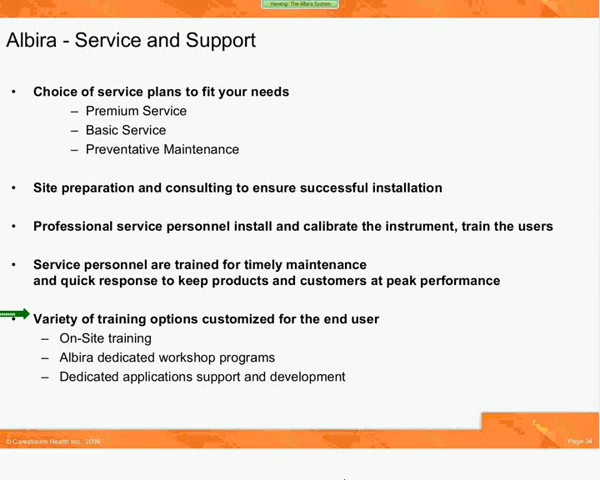 Viewing: The Albira System
Albira - Service and Support
• Choice of service plans to fit your needs
– Premium Service
– Basic Service
– Preventative Maintenance
• Site preparation and consulting to ensure successful installation
• Professional service personnel install and calibrate the instrument, train the users
• Service personnel are trained for timely maintenance
and quick response to keep products and customers at peak performance
• Variety of training options customized for the end user
– On-Site training
– Albira dedicated workshop programs
– Dedicated applications support and development
© Carestream Health Inc., 2009
Page 34